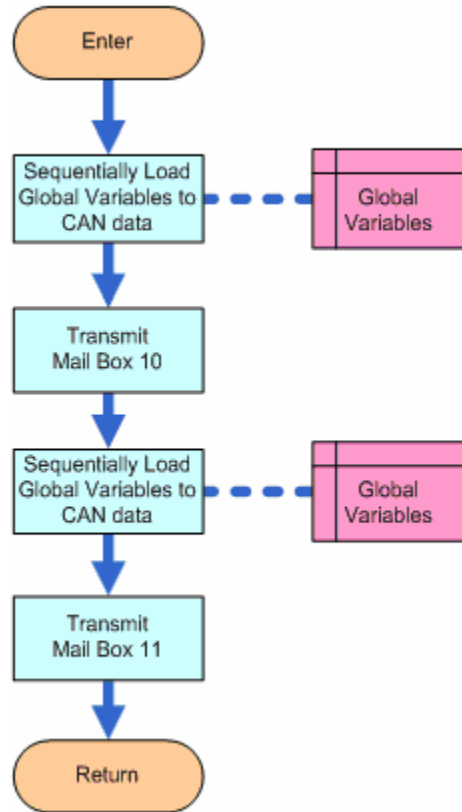 Enter
Sequentially Load
Global Variables to
CAN data
Global
Variables
Transmit
Mail Box 10
Sequentially Load
Global Variables to
CAN data
Global
Variables
Transmit
Mail Box 11
Return